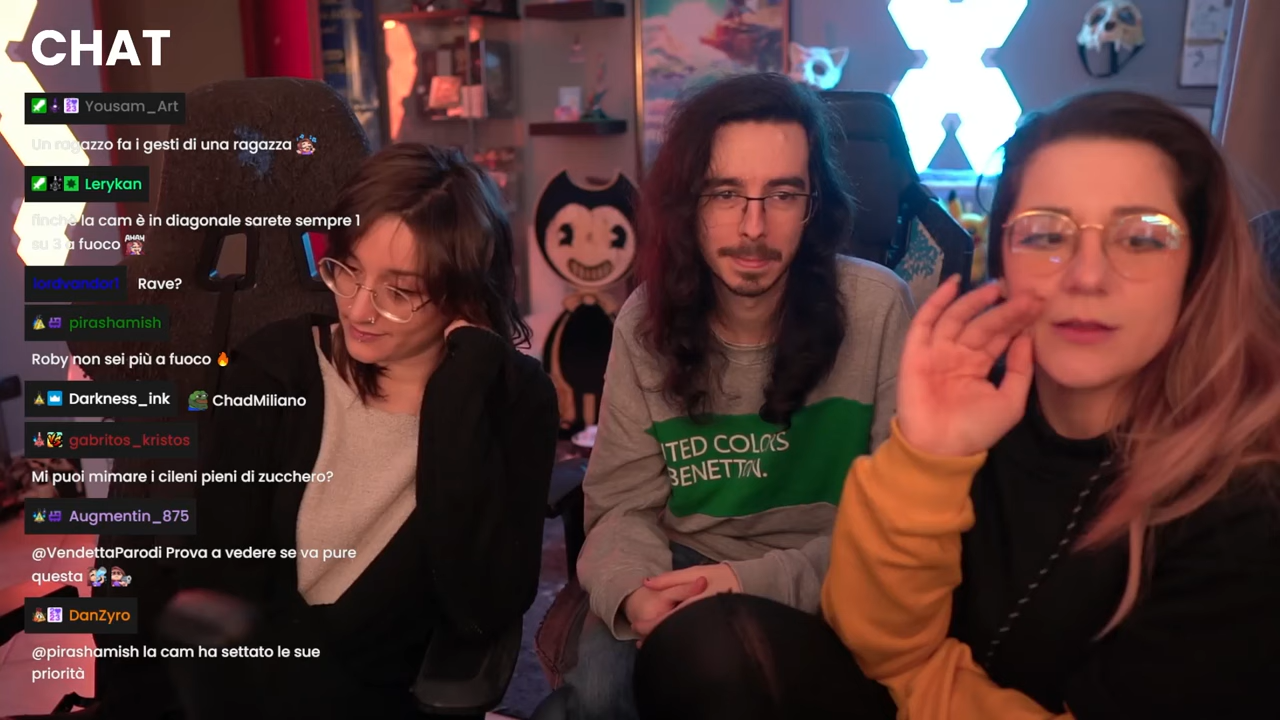 CHAT
Yousam_Art
Un ragazzo fa i gesti di una ragazza
Lerykan
finchè la cam è in diagonale sarete sempre 1
su 3 a fuoco
lordvandar1 Rave?
pirashamish
Roby non sei più a fuoco
Darkness_ink ChadMiliano
gabritos_kristos
Mi puoi mimare i cileni pieni di zucchero?
Augmentin_875
@VendettaParodi Prova a vedere se va pure
questa
DanZyro
@pirashamish la cam ha settato le sue
priorità
ITED COLORS
BENETTON.